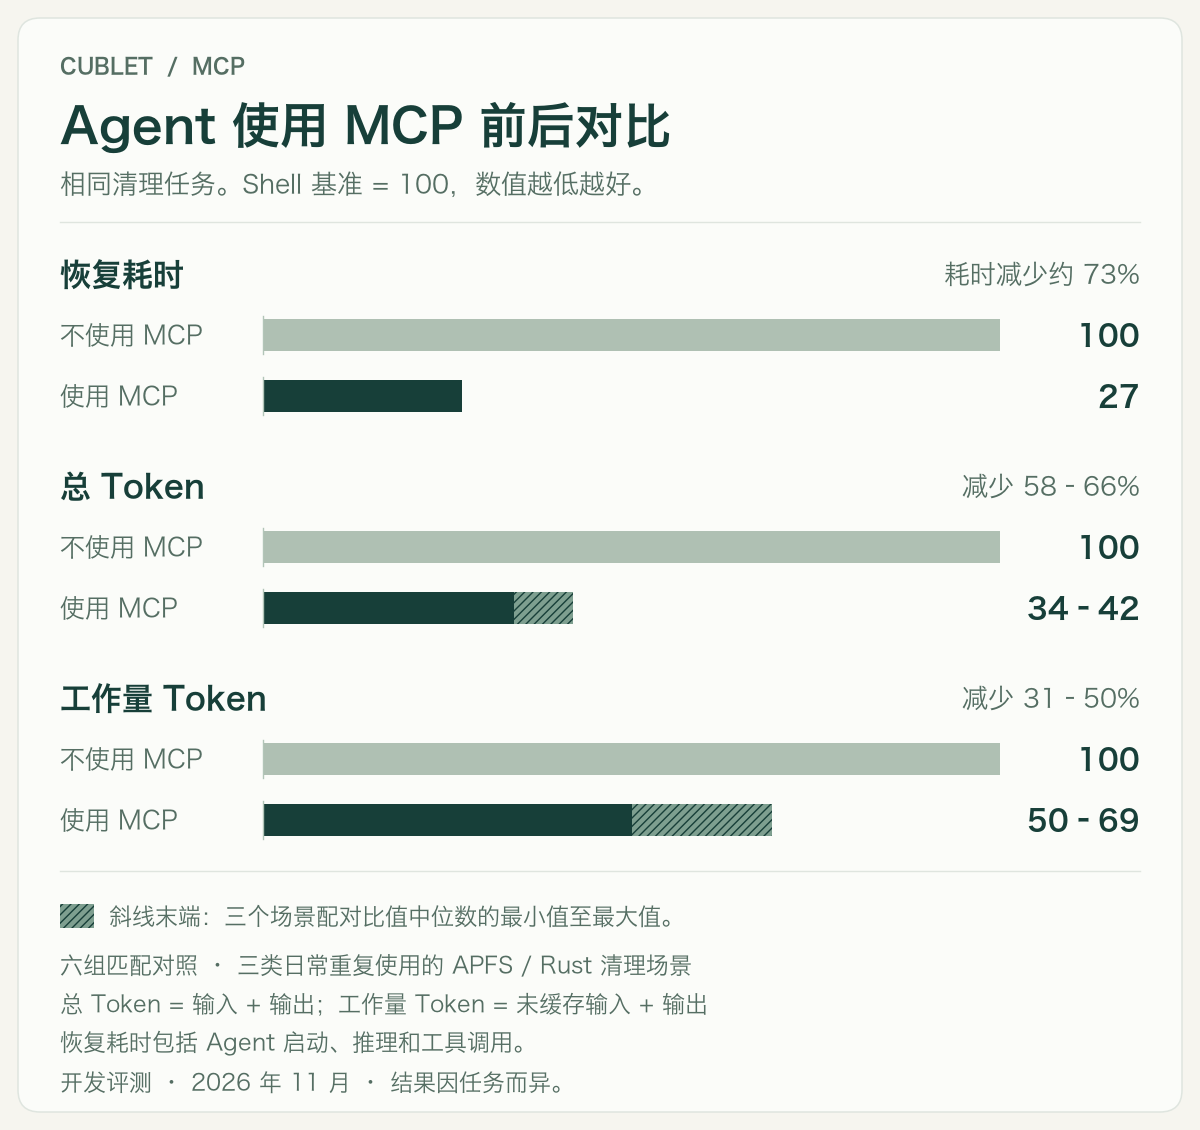 CUBLET / MCP
Agent 使用 MCP 前后对比
相同清理任务。Shell 基准 = 100，数值越低越好。
恢复耗时 耗时减少约 73%
不使用 MCP 100
使用 MCP 27
总 Token 减少 58 - 66%
不使用 MCP 100
使用 MCP 34 - 42
工作量 Token 减少 31 - 50%
不使用 MCP 100
使用 MCP 50 - 69
斜线末端：三个场景配对比值中位数的最小值至最大值。
六组匹配对照 · 三类日常重复使用的 APFS / Rust 清理场景
总 Token = 输入 + 输出；工作量 Token = 未缓存输入 + 输出
恢复耗时包括 Agent 启动、推理和工具调用。
开发评测 · 2026 年 11 月 · 结果因任务而异。